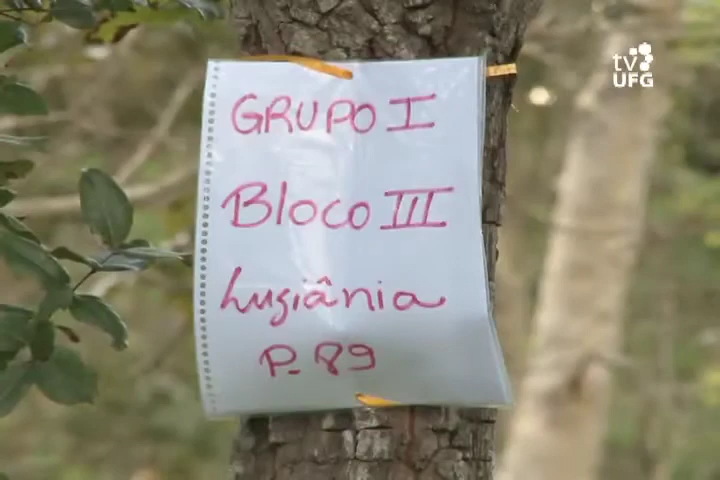 tv
UFG
GRUPO I
Bloco III
Luziânia
P. 89